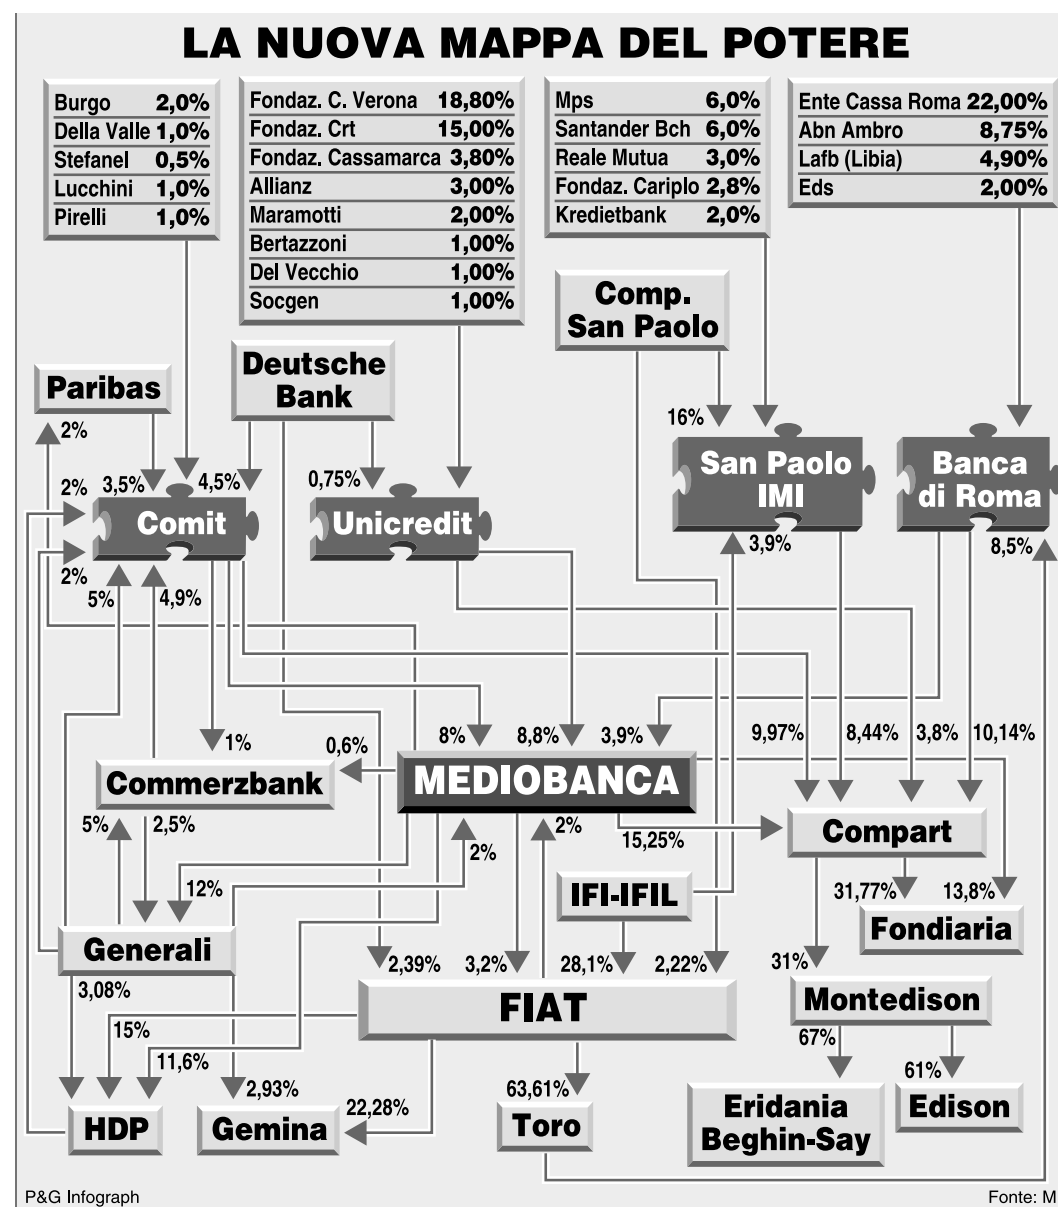 LA NUOVA MAPPA DEL POTERE
Burgo 2,0%
Della Valle 1,0%
Stefanel 0,5%
Lucchini 1,0%
Pirelli 1,0%
Fondaz. C. Verona 18,80%
Fondaz. Crt 15,00%
Fondaz. Cassamarca 3,80%
Allianz 3,00%
Maramotti 2,00%
Bertazzoni 1,00%
Del Vecchio 1,00%
Socgen 1,00%
Mps 6,0%
Santander Bch 6,0%
Reale Mutua 3,0%
Fondaz. Cariplo 2,8%
Kredietbank 2,0%
Ente Cassa Roma 22,00%
Abn Ambro 8,75%
Lafb (Libia) 4,90%
Eds 2,00%
Comp.
San Paolo
Deutsche
Bank
Paribas
2%
16%
2%
3,5%
4,5%
0,75%
Comit
Unicredit
San Paolo
IMI
Banca
di Roma
2%
5%
4,9%
3,9%
8,5%
1%
0,6%
8%
8,8%
3,9%
9,97%
8,44%
3,8%
10,14%
Commerzbank
MEDIOBANCA
5%
2,5%
2%
2%
15,25%
Compart
12%
IFI-IFIL
31,77%
13,8%
Generali
Fondiaria
3,08%
2,39%
3,2%
28,1%
2,22%
31%
FIAT
Montedison
15%
11,6%
67%
61%
2,93%
22,28%
63,61%
HDP
Gemina
Toro
Eridania
Beghin-Say
Edison
P&G Infograph
Fonte: M